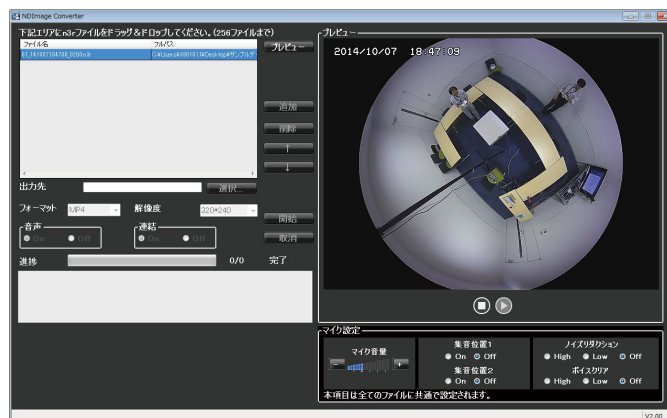 NDImage Converter
下記エリアにn3rファイルをドラッグ&ドロップしてください。(256ファイルまで)
ファイル名 フルパス
プレビュー
追加
削除
↑
↓
出力先 選択...
フォーマット MP4 解像度 320*240
開始
音声 On Off 連結 On Off
取消
進捗 0/0 完了
プレビュー
2014/10/07 18:47:09
マイク設定
マイク音量
- +
集音位置1
On Off
集音位置2
On Off
ノイズリダクション
High Low Off
ボイスクリア
High Low Off
本項目は全てのファイルに共通で設定されます。
V2.00